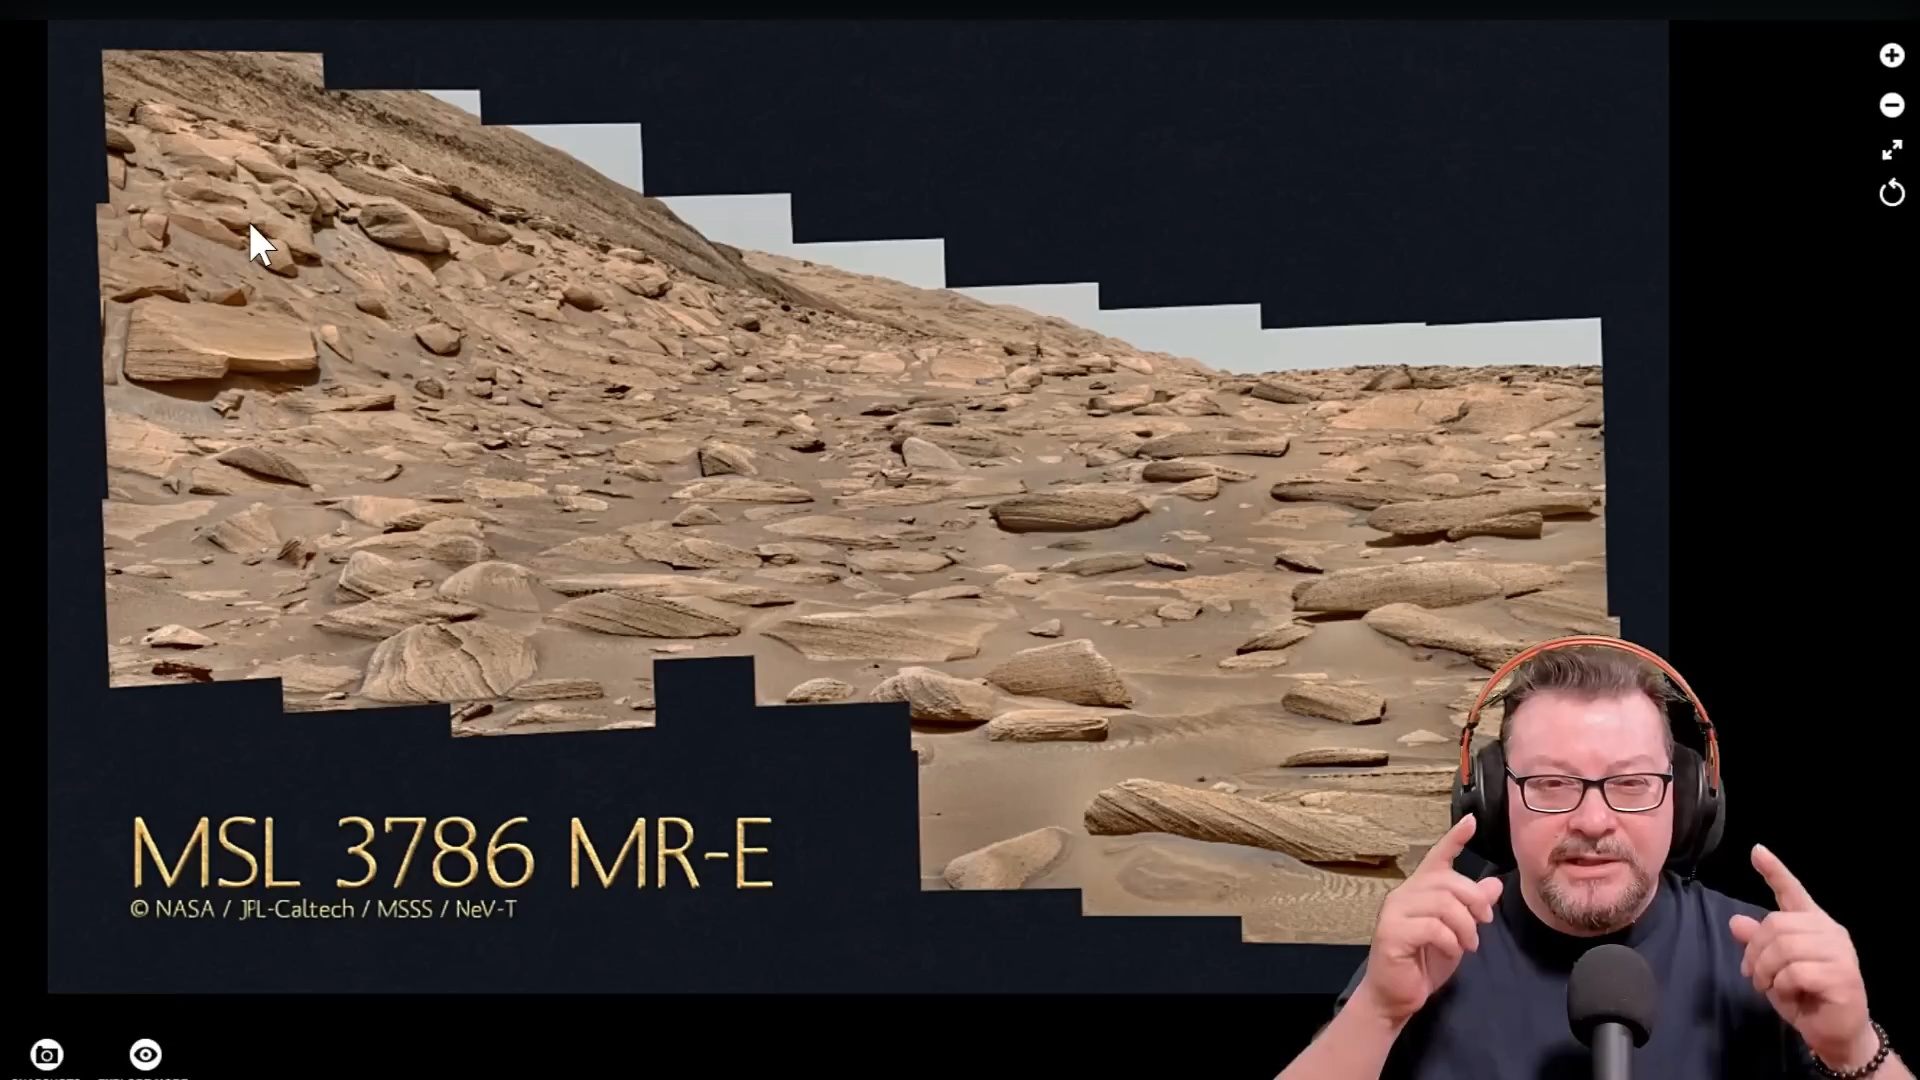 MSL 3786 MR-E
© NASA / JPL-Caltech / MSSS / NeV-T